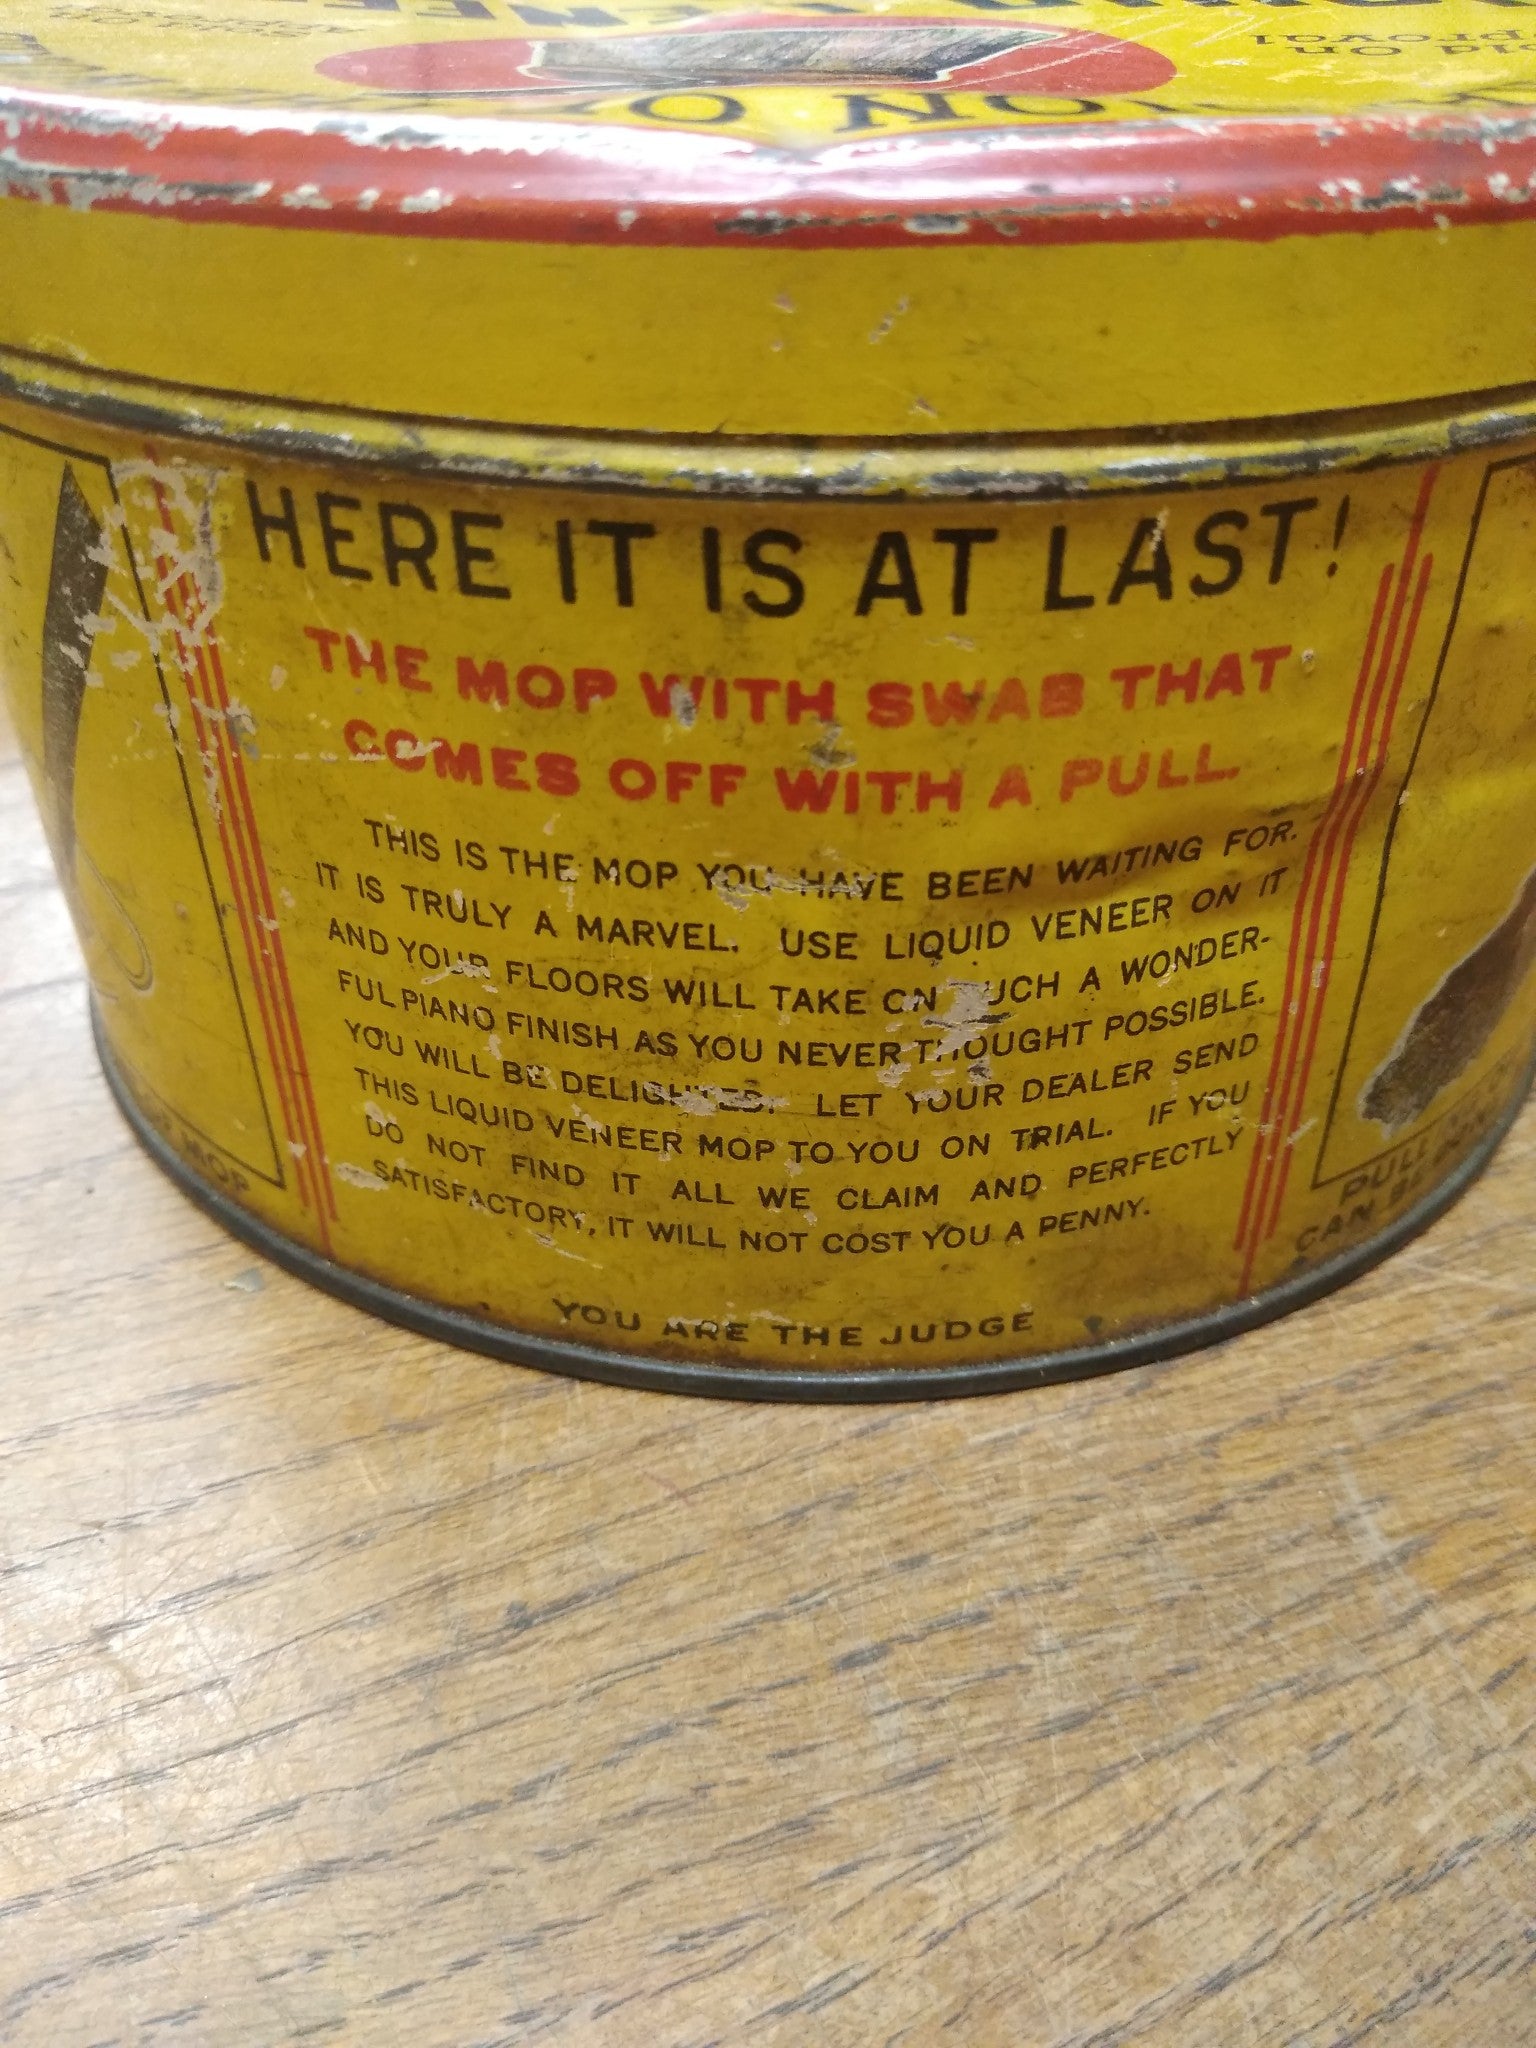 HERE IT IS AT LAST!
THE MOP WITH SWAB THAT
COMES OFF WITH A PULL.
THIS IS THE MOP YOU HAVE BEEN WAITING FOR.
IT IS TRULY A MARVEL. USE LIQUID VENEER ON IT
AND YOUR FLOORS WILL TAKE ON SUCH A WONDER-
FUL PIANO FINISH AS YOU NEVER THOUGHT POSSIBLE.
YOU WILL BE DELIGHTED. LET YOUR DEALER SEND
THIS LIQUID VENEER MOP TO YOU ON TRIAL. IF YOU
DO NOT FIND IT ALL WE CLAIM AND PERFECTLY
SATISFACTORY, IT WILL NOT COST YOU A PENNY.
YOU ARE THE JUDGE
MOP
PULL
CAN BE